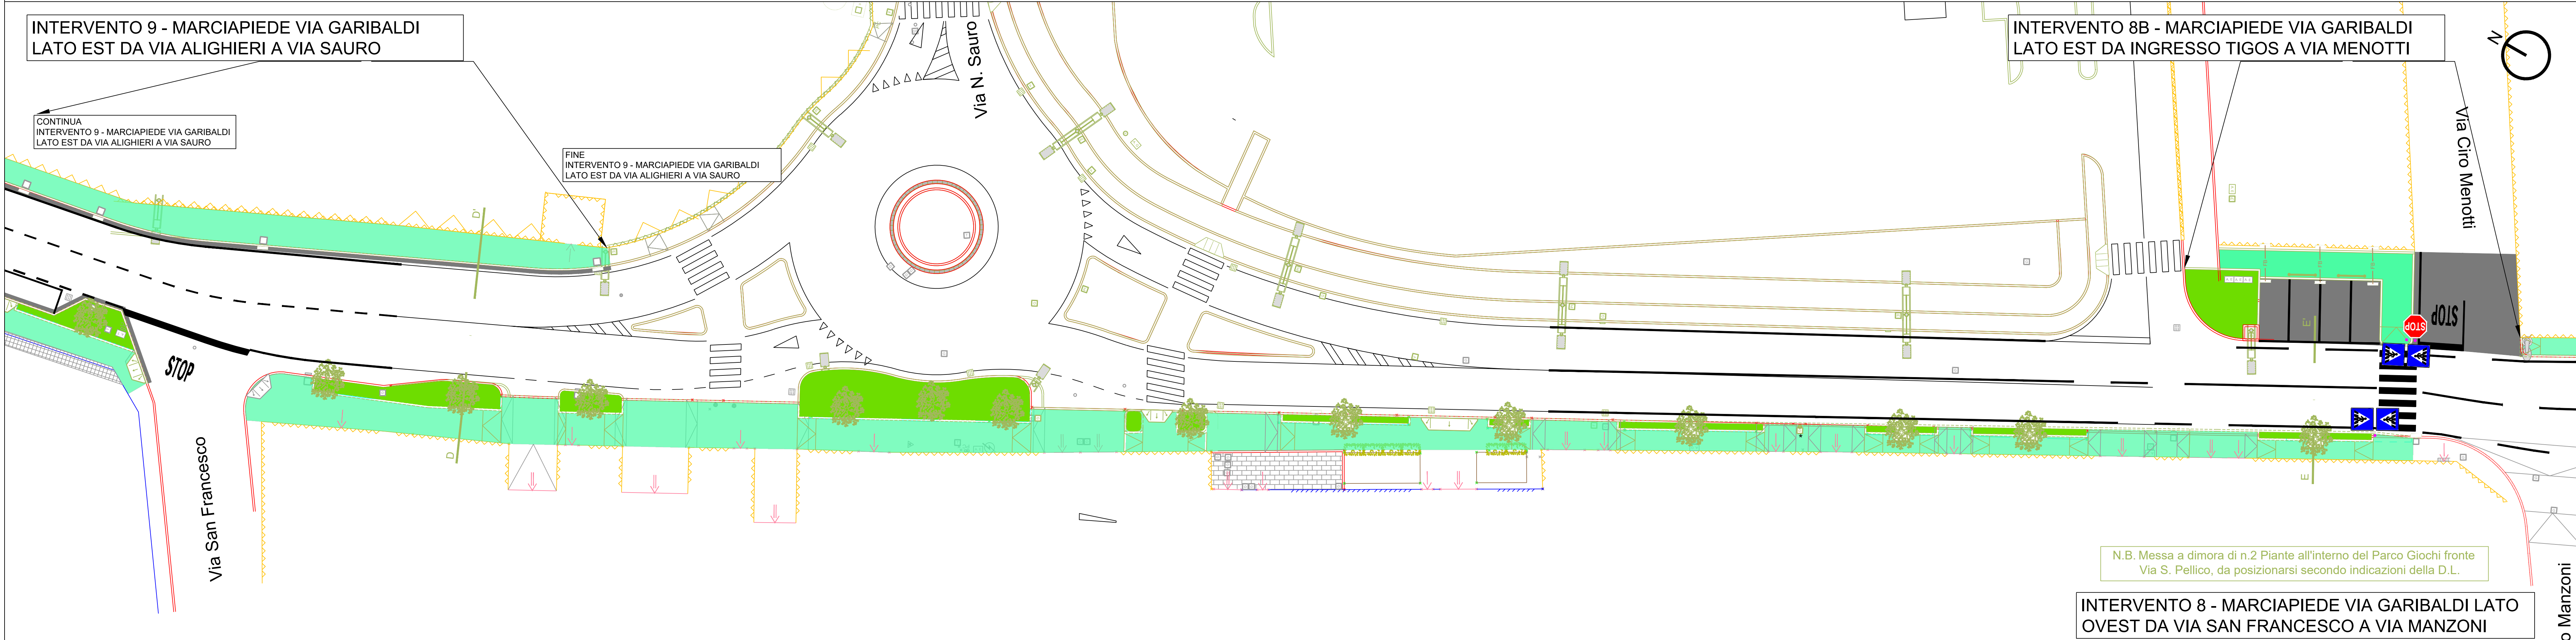 INTERVENTO 9 - MARCIAPIEDE VIA GARIBALDI
LATO EST DA VIA ALIGHIERI A VIA SAURO
CONTINUA
INTERVENTO 9 - MARCIAPIEDE VIA GARIBALDI
LATO EST DA VIA ALIGHIERI A VIA SAURO
FINE
INTERVENTO 9 - MARCIAPIEDE VIA GARIBALDI
LATO EST DA VIA ALIGHIERI A VIA SAURO
Via N. Sauro
INTERVENTO 8B - MARCIAPIEDE VIA GARIBALDI
LATO EST DA INGRESSO TIGOS A VIA MENOTTI
N
Via Ciro Menotti
D'
E'
STOP
STOP
STOP
D
E
Via San Francesco
N.B. Messa a dimora di n.2 Piante all'interno del Parco Giochi fronte
Via S. Pellico, da posizionarsi secondo indicazioni della D.L.
INTERVENTO 8 - MARCIAPIEDE VIA GARIBALDI LATO
OVEST DA VIA SAN FRANCESCO A VIA MANZONI
o Manzoni